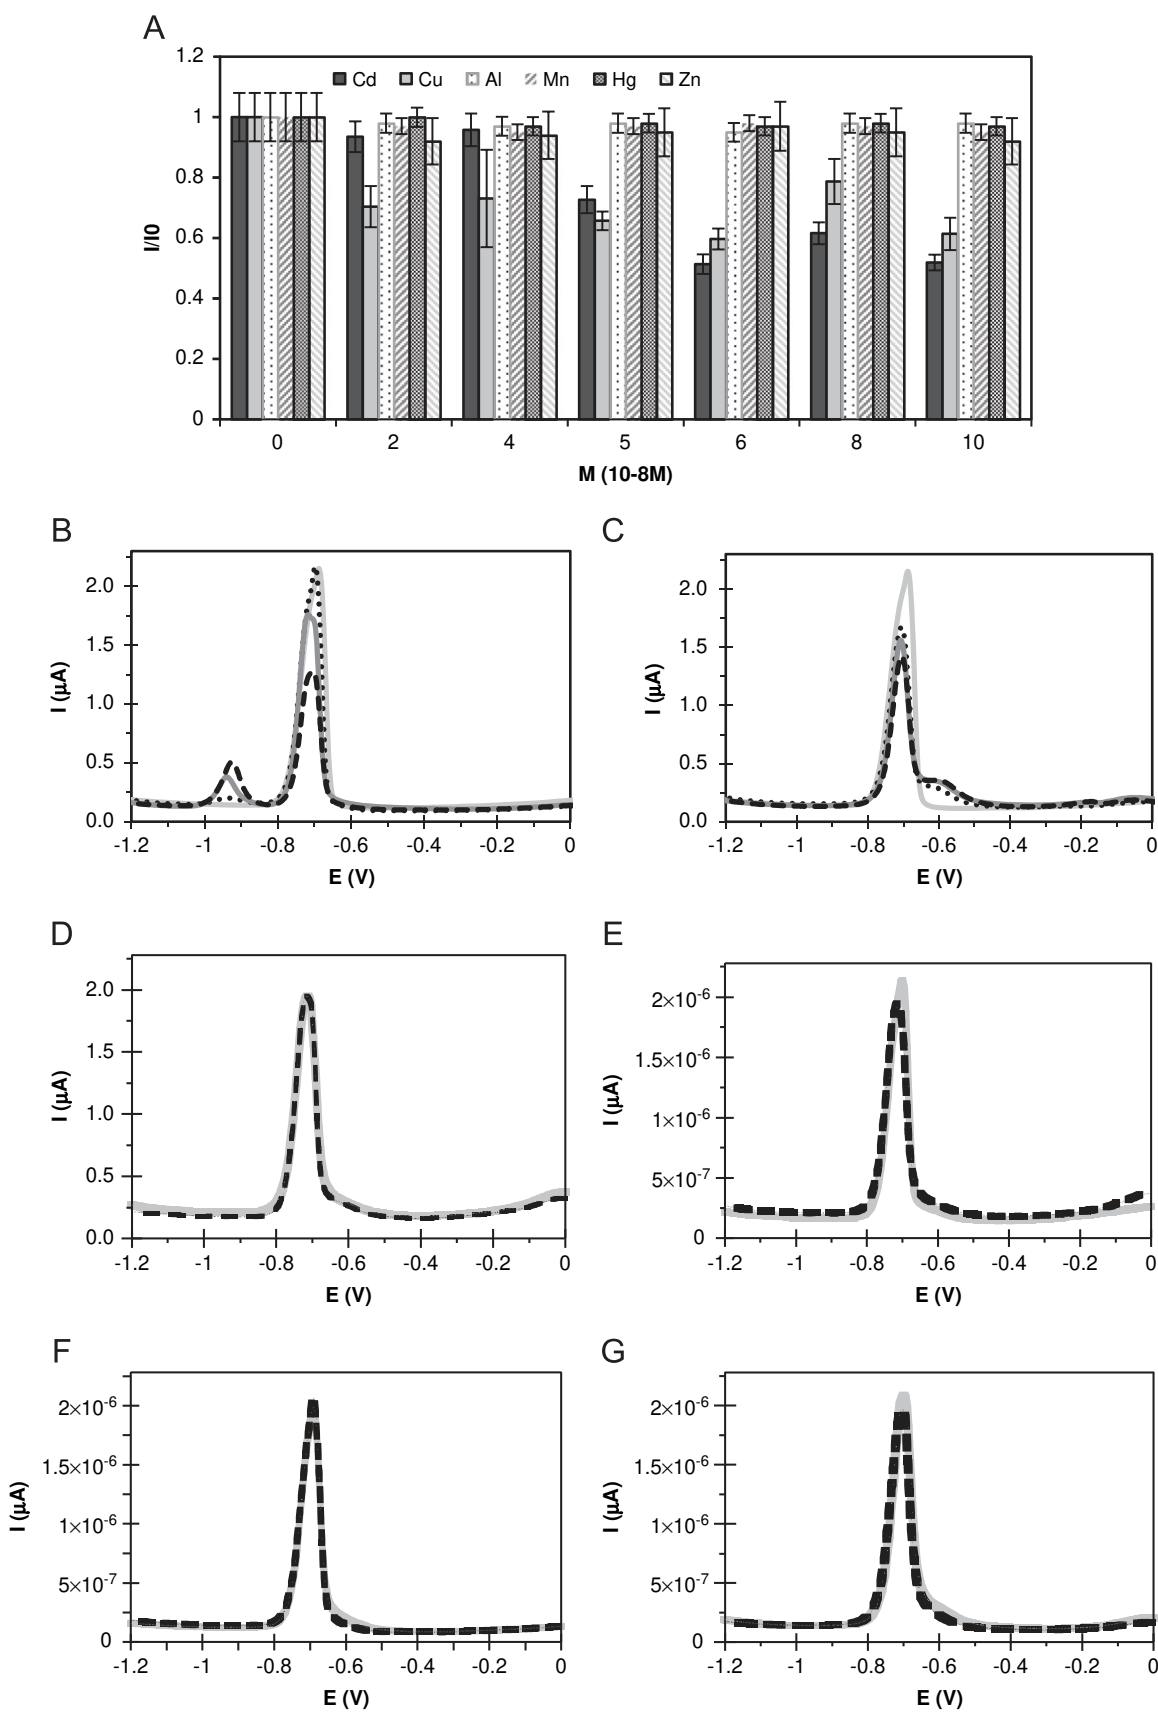 A
1.2
1
0.8
0.6
0.4
0.2
0
I/I0
Cd Cu Al Mn Hg Zn
0 2 4 5 6 8 10
M (10-8M)
B
2.0
1.5
1.0
0.5
0.0
I (µA)
-1.2 -1 -0.8 -0.6 -0.4 -0.2 0
E (V)
C
2.0
1.5
1.0
0.5
0.0
I (µA)
-1.2 -1 -0.8 -0.6 -0.4 -0.2 0
E (V)
D
2.0
1.5
1.0
0.5
0.0
I (µA)
-1.2 -1 -0.8 -0.6 -0.4 -0.2 0
E (V)
E
2×10⁻⁶
1.5×10⁻⁶
1×10⁻⁶
5×10⁻⁷
0
I (µA)
-1.2 -1 -0.8 -0.6 -0.4 -0.2 0
E (V)
F
2×10⁻⁶
1.5×10⁻⁶
1×10⁻⁶
5×10⁻⁷
0
I (µA)
-1.2 -1 -0.8 -0.6 -0.4 -0.2 0
E (V)
G
2×10⁻⁶
1.5×10⁻⁶
1×10⁻⁶
5×10⁻⁷
0
I (µA)
-1.2 -1 -0.8 -0.6 -0.4 -0.2 0
E (V)